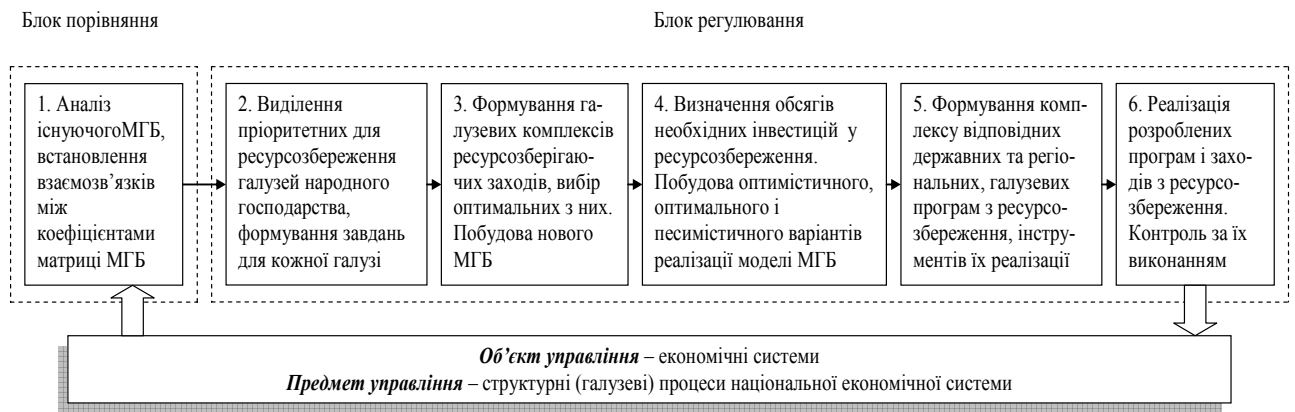 Блок порівняння
Блок регулювання
1. Аналіз
існуючогоМГБ,
встановлення
взаємозв’язків
між
коефіцієнтами
матриці МГБ
2. Виділення
пріоритетних для
ресурсозбереження
галузей народного
господарства,
формування завдань
для кожної галузі
3. Формування га-
лузевих комплексів
ресурсозберігаю-
чих заходів, вибір
оптимальних з них.
Побудова нового
МГБ
4. Визначення обсягів
необхідних інвестицій у
ресурсозбереження.
Побудова оптимістичного,
оптимального і
песимістичного варіантів
реалізації моделі МГБ
5. Формування комп-
лексу відповідних
державних та регіо-
нальних, галузевих
програм з ресурсо-
збереження, інстру-
ментів їх реалізації
6. Реалізація
розроблених
програм і захо-
дів з ресурсо-
збереження.
Контроль за їх
виконанням
Об’єкт управління – економічні системи
Предмет управління – структурні (галузеві) процеси національної економічної системи